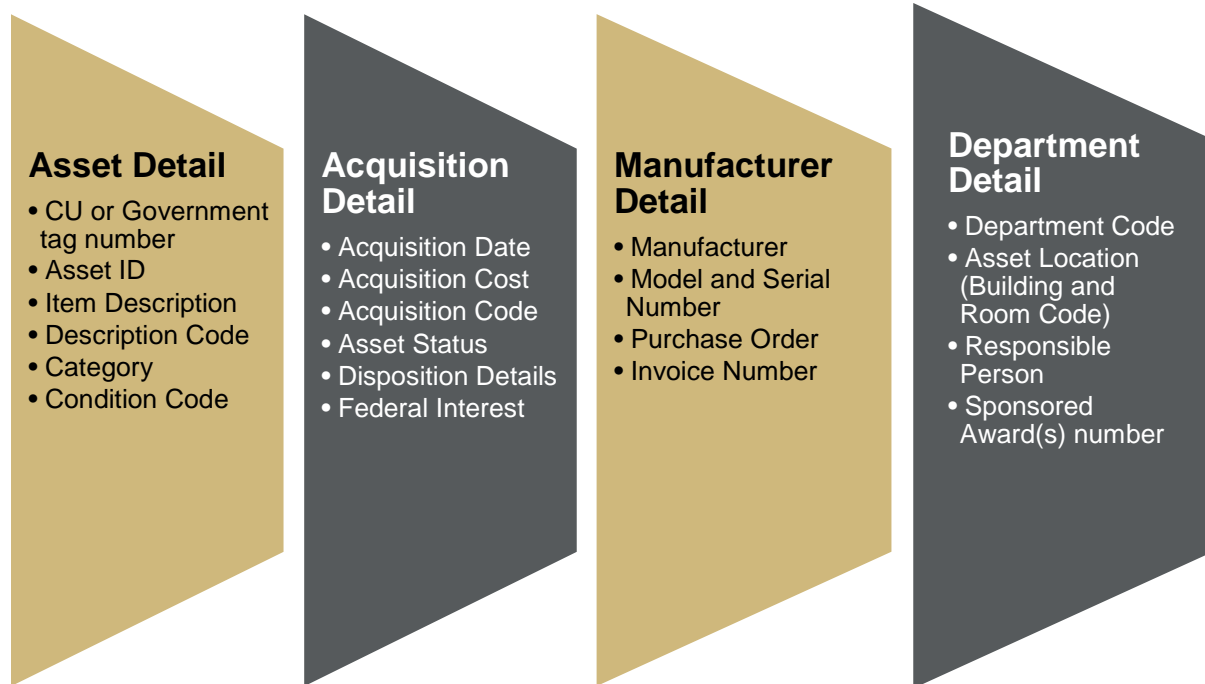 Asset Detail
• CU or Government
tag number
• Asset ID
• Item Description
• Description Code
• Category
• Condition Code
Acquisition
Detail
• Acquisition Date
• Acquisition Cost
• Acquisition Code
• Asset Status
• Disposition Details
• Federal Interest
Manufacturer
Detail
• Manufacturer
• Model and Serial
Number
• Purchase Order
• Invoice Number
Department
Detail
• Department Code
• Asset Location
(Building and
Room Code)
• Responsible
Person
• Sponsored
Award(s) number